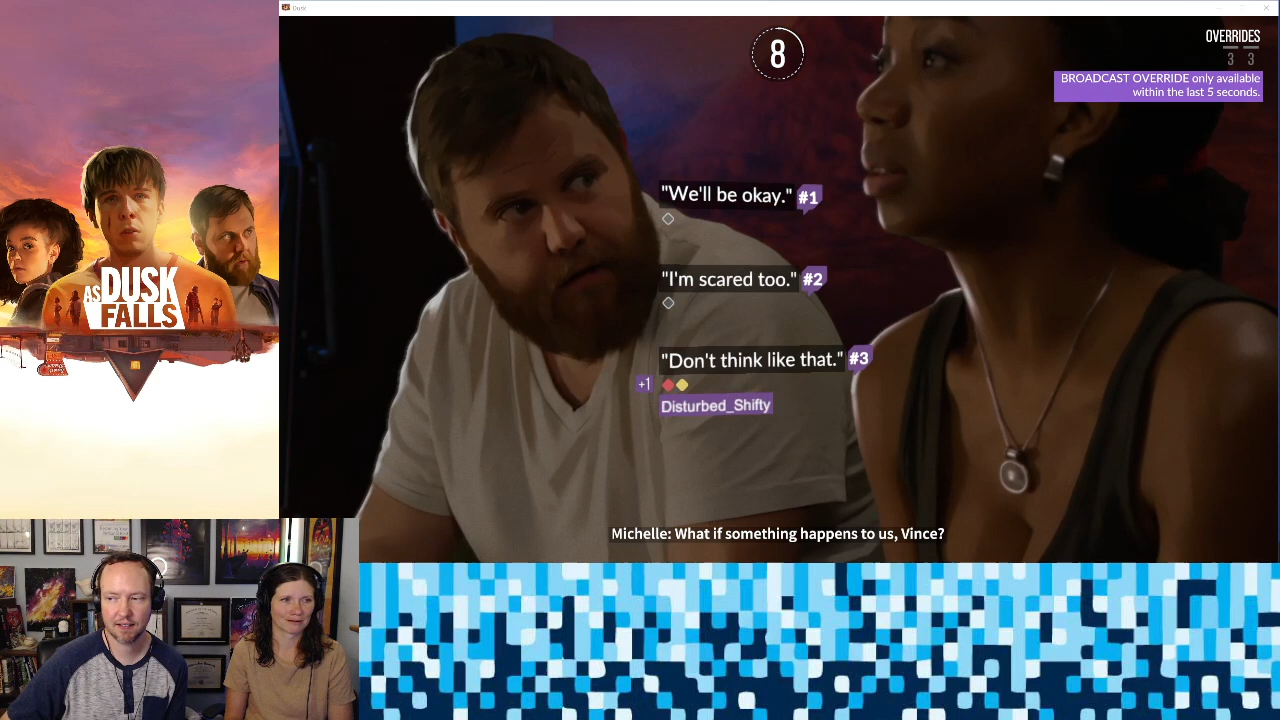 Dusk
8
OVERRIDES
3 3
BROADCAST OVERRIDE only available
within the last 5 seconds.
"We'll be okay." #1
"I'm scared too." #2
"Don't think like that." #3
+1
Disturbed_Shifty
Michelle: What if something happens to us, Vince?
AS DUSK
FALLS